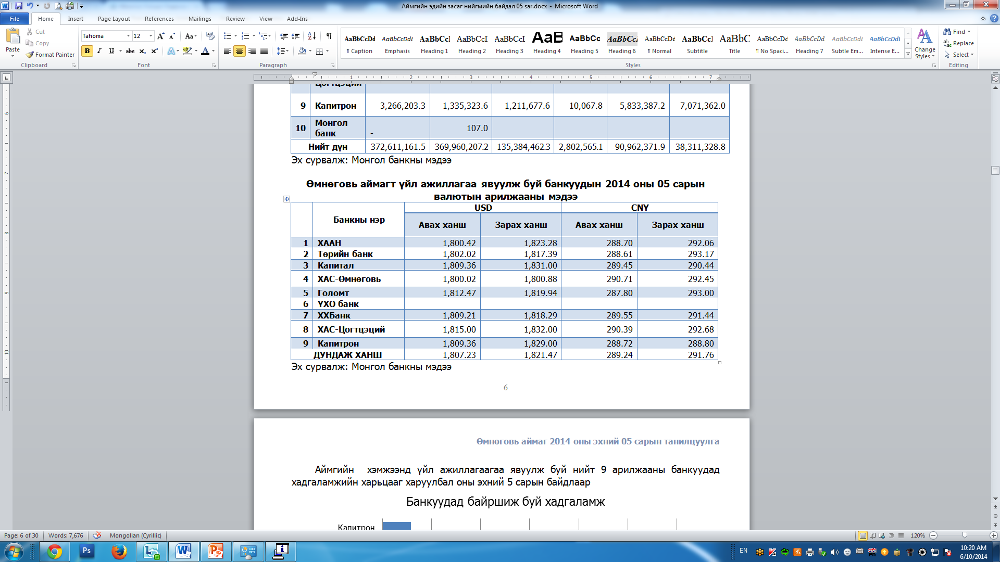 Аймгийн эдийн засаг нийгмийн байдал 05 sar.docx - Microsoft Word
File Home Insert Page Layout References Mailings Review View Add-Ins
Paste
Cut
Copy
Format Painter
Clipboard
Tahoma 12
Font
Paragraph
AaBbCcDd AaBbCcDdE AaBbCcI AaBbCcI AaBbCcI AaB AaBbCc AaBbCcI AaBbCcDc AaBbCcI AaBbC AaBbCcDd AaBbCcDd. AaBbCcDdE AaBbCcDdE
¶ Caption Emphasis Heading 1 Heading 2 Heading 3 Heading 4 Heading 5 Heading 6 ¶ Normal Subtitle Title ¶ No Spaci... Heading 7 Subtle Em... Intense E...
Styles
Change Styles
Find
Replace
Select
Editing
1 2 3 4 5 6 7
Цогтцэций
9 Капитрон 3,266,203.3 1,335,323.6 1,211,677.6 10,067.8 5,833,387.2 7,071,362.0
10 Монгол банк - 107.0
Нийт дүн 372,611,161.5 369,960,207.2 135,384,462.3 2,802,565.1 90,962,371.9 38,311,328.8
Эх сурвалж: Монгол банкны мэдээ
Өмнөговь аймагт үйл ажиллагаа явуулж буй банкуудын 2014 оны 05 сарын
валютын арилжааны мэдээ
Банкны нэр USD CNY
Авах ханш Зарах ханш Авах ханш Зарах ханш
1 ХААН 1,800.42 1,823.28 288.70 292.06
2 Төрийн банк 1,802.02 1,817.39 288.61 293.17
3 Капитал 1,809.36 1,831.00 289.45 290.44
4 ХАС-Өмнөговь 1,800.02 1,800.88 290.71 292.45
5 Голомт 1,812.47 1,819.94 287.80 293.00
6 ҮХО банк
7 ХХБанк 1,809.21 1,818.29 289.55 291.44
8 ХАС-Цогтцэций 1,815.00 1,832.00 290.39 292.68
9 Капитрон 1,809.36 1,829.00 288.72 288.80
ДУНДАЖ ХАНШ 1,807.23 1,821.47 289.24 291.76
Эх сурвалж: Монгол банкны мэдээ
6
Өмнөговь аймаг 2014 оны эхний 05 сарын танилцуулга
Аймгийн хэмжээнд үйл ажиллагаагаа явуулж буй нийт 9 арилжааны банкуудад
хадгаламжийн харьцааг харуулбал оны эхний 5 сарын байдлаар
Банкуудад байршиж буй хадгаламж
Капитрон
Page: 6 of 30 Words: 7,676 Mongolian (Cyrillic) 120%
EN 10:20 AM
6/10/2014